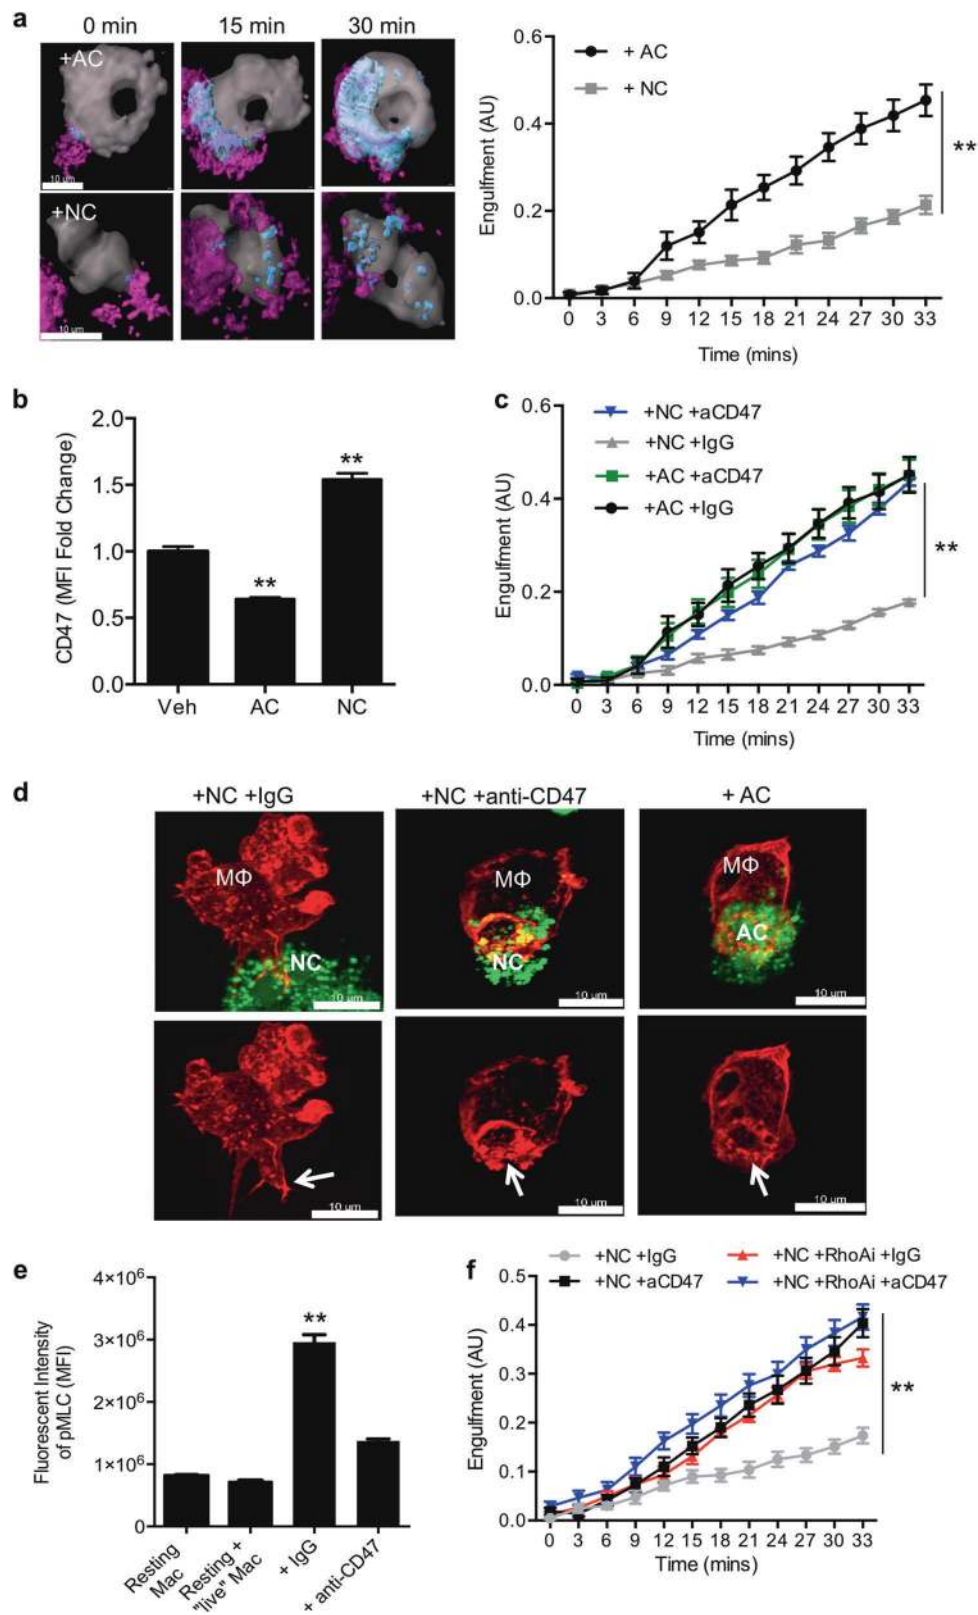 a
0 min 15 min 30 min
+AC
10 µm
+NC
10 µm
+ AC
+ NC
Engulfment (AU)
0.6
0.4
0.2
0.0
**
0 3 6 9 12 15 18 21 24 27 30 33
Time (mins)
b
CD47 (MFI Fold Change)
2.0
1.5
1.0
0.5
0.0
**
**
Veh AC NC
c
+NC +aCD47
+NC +IgG
+AC +aCD47
+AC +IgG
Engulfment (AU)
0.6
0.4
0.2
0.0
**
0 3 6 9 12 15 18 21 24 27 30 33
Time (mins)
d
+NC +IgG +NC +anti-CD47 + AC
MΦ MΦ MΦ
NC NC AC
10 µm 10 µm 10 µm
10 µm 10 µm 10 µm
e
Fluorescent Intensity
of pMLC (MFI)
4×10⁶
3×10⁶
2×10⁶
1×10⁶
0
**
Resting
Mac
Resting +
"live" Mac
+ IgG
+ anti-CD47
f
+NC +IgG +NC +RhoAi +IgG
+NC +aCD47 +NC +RhoAi +aCD47
Engulfment (AU)
0.5
0.4
0.3
0.2
0.1
0.0
**
0 3 6 9 12 15 18 21 24 27 30 33
Time (mins)